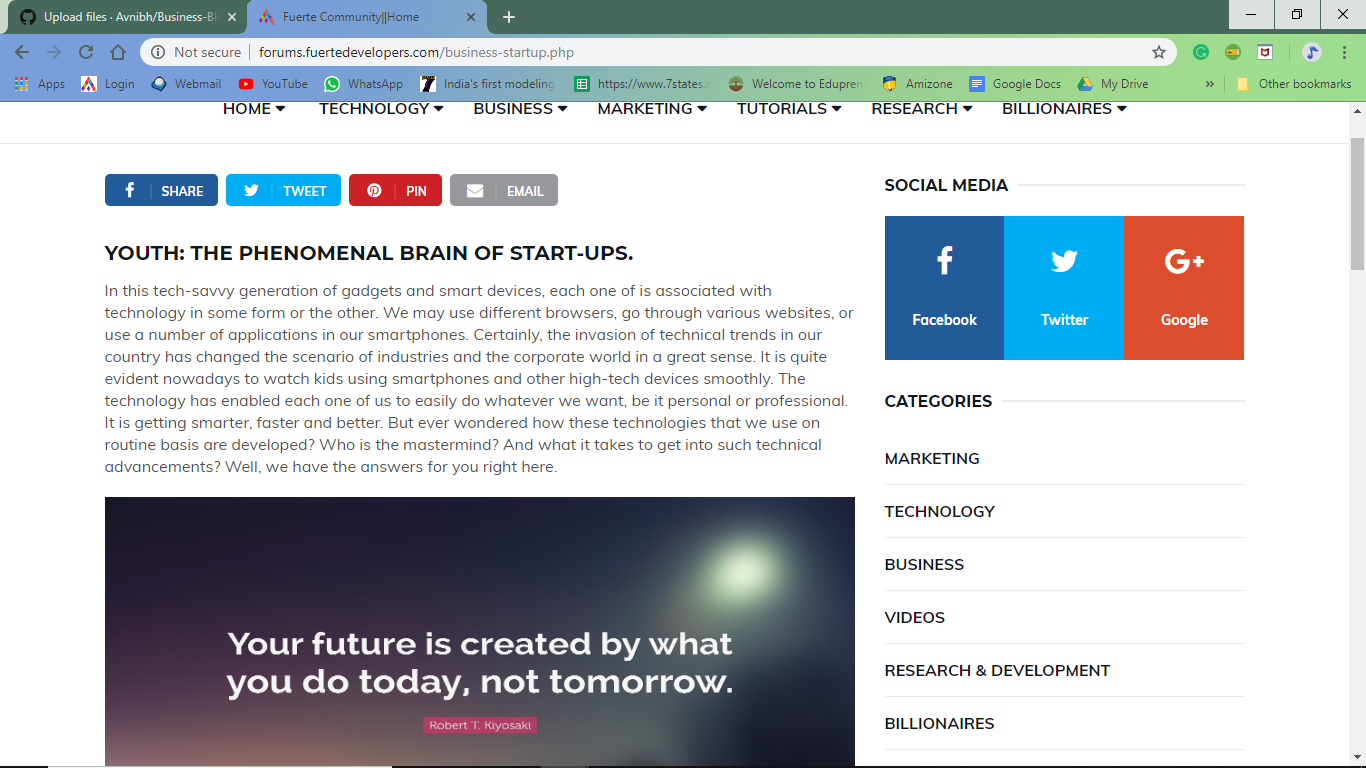 Upload files · Avnibh/Business-Bl
Fuerte Community||Home
Not secure | forums.fuertedevelopers.com/business-startup.php
Apps Login Webmail YouTube WhatsApp India's first modeling https://www.7states.i Welcome to Edupren Amizone Google Docs My Drive » Other bookmarks
HOME TECHNOLOGY BUSINESS MARKETING TUTORIALS RESEARCH BILLIONAIRES
SHARE TWEET PIN EMAIL
YOUTH: THE PHENOMENAL BRAIN OF START-UPS.
In this tech-savvy generation of gadgets and smart devices, each one of is associated with
technology in some form or the other. We may use different browsers, go through various websites, or
use a number of applications in our smartphones. Certainly, the invasion of technical trends in our
country has changed the scenario of industries and the corporate world in a great sense. It is quite
evident nowadays to watch kids using smartphones and other high-tech devices smoothly. The
technology has enabled each one of us to easily do whatever we want, be it personal or professional.
It is getting smarter, faster and better. But ever wondered how these technologies that we use on
routine basis are developed? Who is the mastermind? And what it takes to get into such technical
advancements? Well, we have the answers for you right here.
Your future is created by what
you do today, not tomorrow.
Robert T. Kiyosaki
SOCIAL MEDIA
Facebook Twitter Google
CATEGORIES
MARKETING
TECHNOLOGY
BUSINESS
VIDEOS
RESEARCH & DEVELOPMENT
BILLIONAIRES